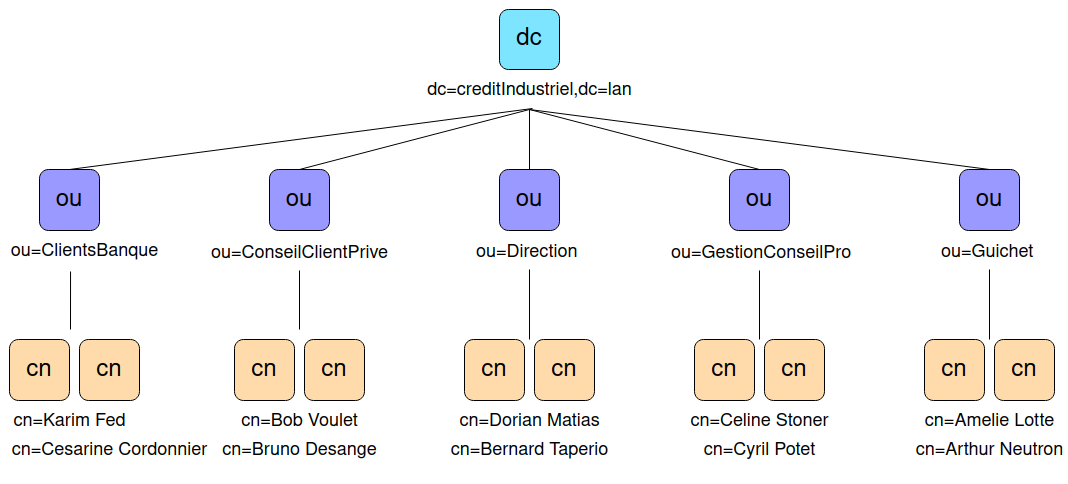 dc
dc=creditIndustriel,dc=lan
ou
ou
ou
ou
ou
ou=ClientsBanque
ou=ConseilClientPrive
ou=Direction
ou=GestionConseilPro
ou=Guichet
cn
cn
cn
cn
cn
cn
cn
cn
cn
cn
cn=Karim Fed
cn=Bob Voulet
cn=Dorian Matias
cn=Celine Stoner
cn=Amelie Lotte
cn=Cesarine Cordonnier
cn=Bruno Desange
cn=Bernard Taperio
cn=Cyril Potet
cn=Arthur Neutron